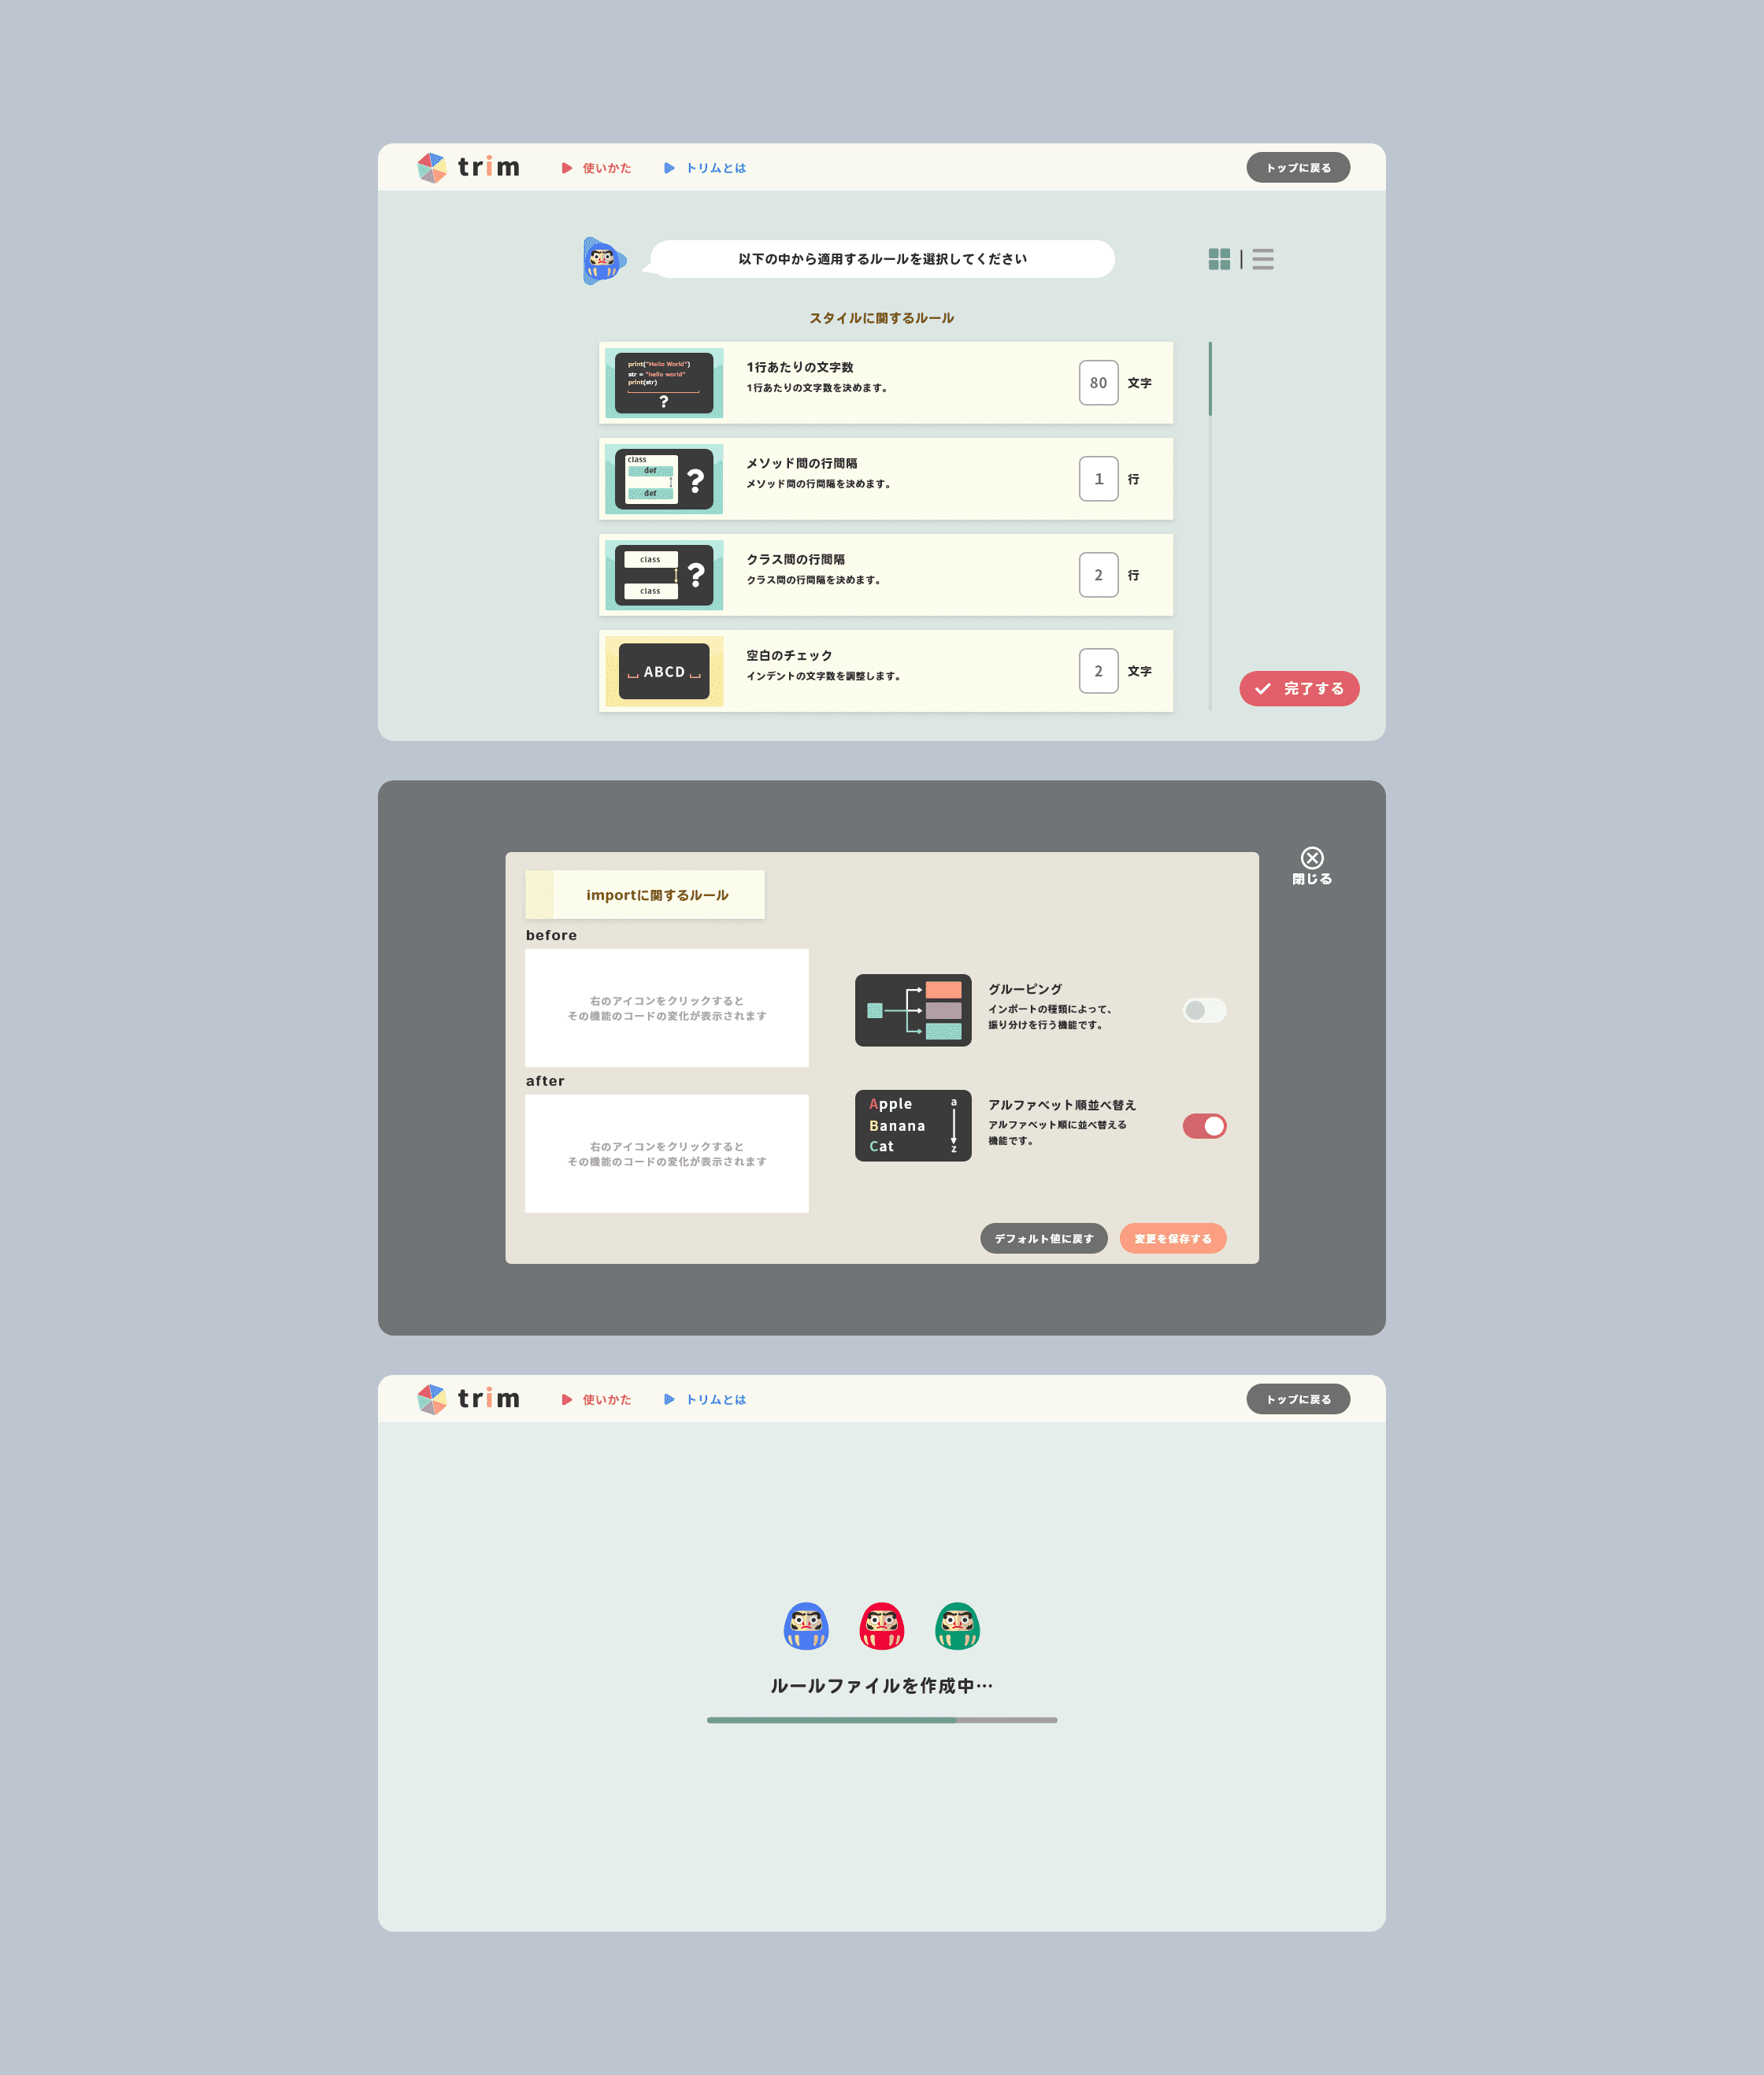 trim
使いかた
トリムとは
トップに戻る
以下の中から適用するルールを選択してください
スタイルに関するルール
print("Hello World")
str = "hello world"
print(str)
?
1行あたりの文字数
1行あたりの文字数を決めます。
80
文字
class
def
def
?
メソッド間の行間隔
メソッド間の行間隔を決めます。
1
行
class
class
?
クラス間の行間隔
クラス間の行間隔を決めます。
2
行
ABCD
空白のチェック
インデントの文字数を調整します。
2
文字
完了する
閉じる
importに関するルール
before
右のアイコンをクリックすると
その機能のコードの変化が表示されます
after
右のアイコンをクリックすると
その機能のコードの変化が表示されます
グルーピング
インポートの種類によって、
振り分けを行う機能です。
Apple
Banana
Cat
a
z
アルファベット順並べ替え
アルファベット順に並べ替える
機能です。
デフォルト値に戻す
変更を保存する
trim
使いかた
トリムとは
トップに戻る
ルールファイルを作成中…